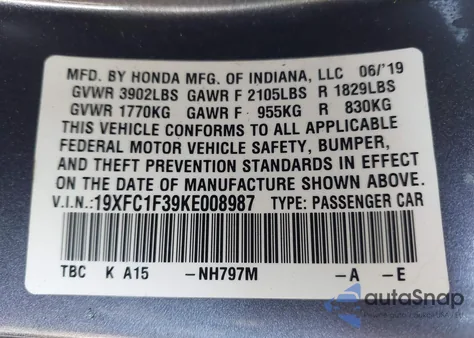 MFD. BY HONDA MFG. OF INDIANA, LLC 06/'19
GVWR 3902LBS GAWR F 2105LBS R 1829LBS
GVWR 1770KG GAWR F 955KG R 830KG
THIS VEHICLE CONFORMS TO ALL APPLICABLE
FEDERAL MOTOR VEHICLE SAFETY, BUMPER,
AND THEFT PREVENTION STANDARDS IN EFFECT
ON THE DATE OF MANUFACTURE SHOWN ABOVE.
V.I.N.:19XFC1F39KE008987 TYPE: PASSENGER CAR
TBC K A15 -NH797M -A -E
autoSnap